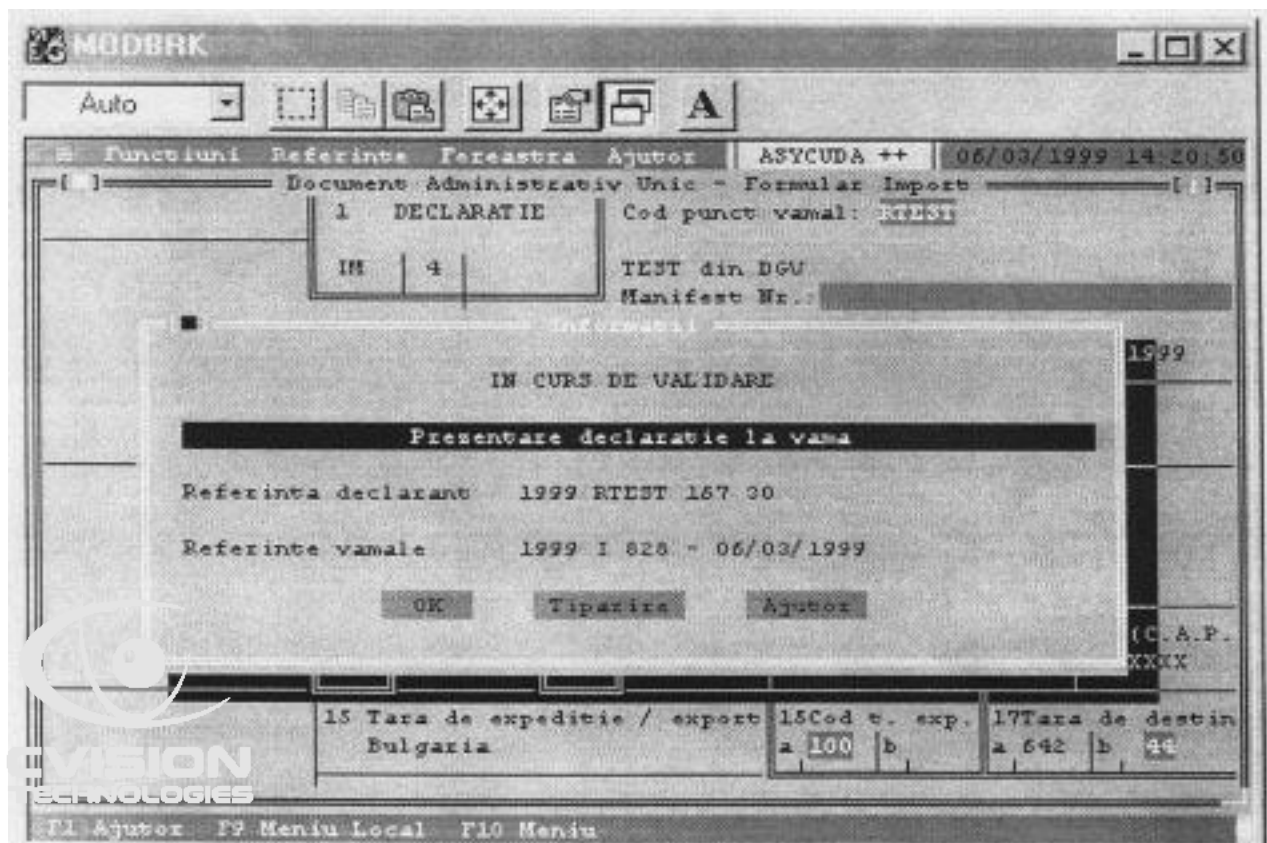 MODBRK
Auto
A
Functiuni Referinte Fereastra Ajutor ASYCUDA ++ 06/03/1999 14:20:50
Document Administrativ Unic - Formular Import
1 DECLARATIE Cod punct vamal: RTEST
IM 4 TEST din DGV
Manifest Nr.:
Informatii
1999
IN CURS DE VALIDARE
Prezentare declaratie la vama
Referinta declarant 1999 RTEST 167 30
Referinte vamale 1999 I 828 - 06/03/1999
OK Tiparire Ajutor
(C.A.P.
XXXX
15 Tara de expeditie / export 15Cod t. exp. 17Tara de destin
Bulgaria a 100 b a 642 b 44
CVISION
TECHNOLOGIES
F1 Ajutor F9 Meniu Local F10 Meniu